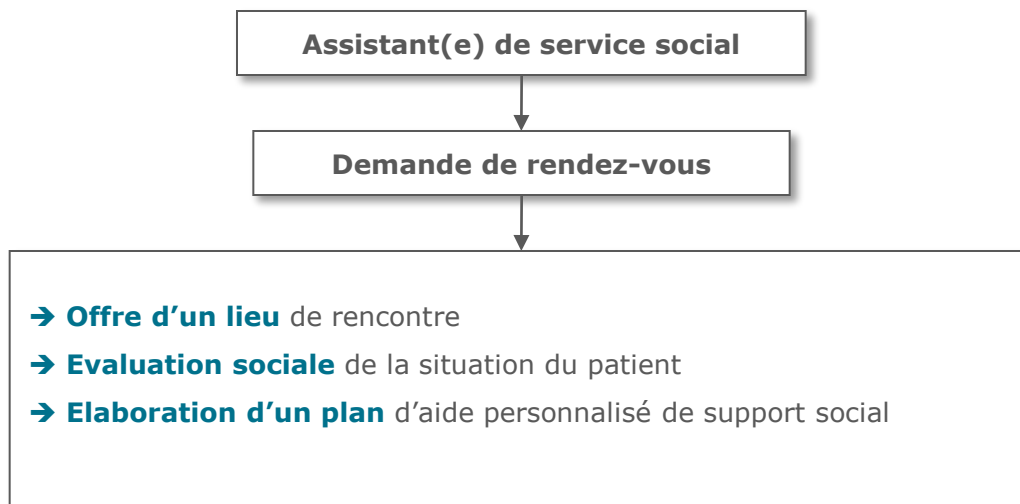 Assistant(e) de service social
Demande de rendez-vous
➔ Offre d’un lieu de rencontre
➔ Evaluation sociale de la situation du patient
➔ Elaboration d’un plan d’aide personnalisé de support social